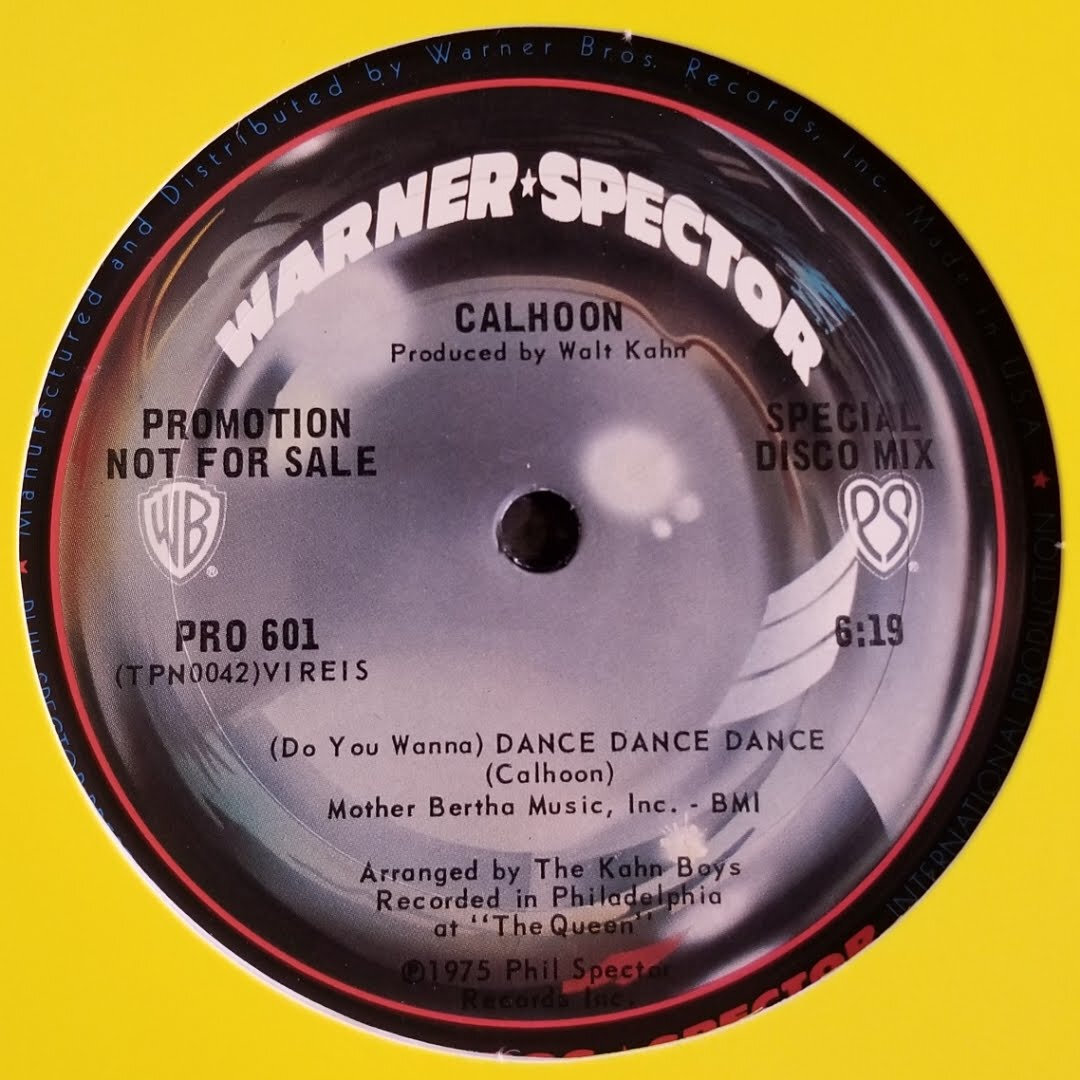 Manufactured and Distributed by Warner Bros. Records, Inc. Made in U.S.A.
WARNER★SPECTOR
CALHOON
Produced by Walt Kahn
PROMOTION
NOT FOR SALE
SPECIAL
DISCO MIX
WB®
PS®
PRO 601
(TPN0042)VIREIS
6:19
(Do You Wanna) DANCE DANCE DANCE
(Calhoon)
Mother Bertha Music, Inc. - BMI
Arranged by The Kahn Boys
Recorded in Philadelphia
at "The Queen"
℗1975 Phil Spector
Records Inc.
INTERNATIONAL PRODUCTION